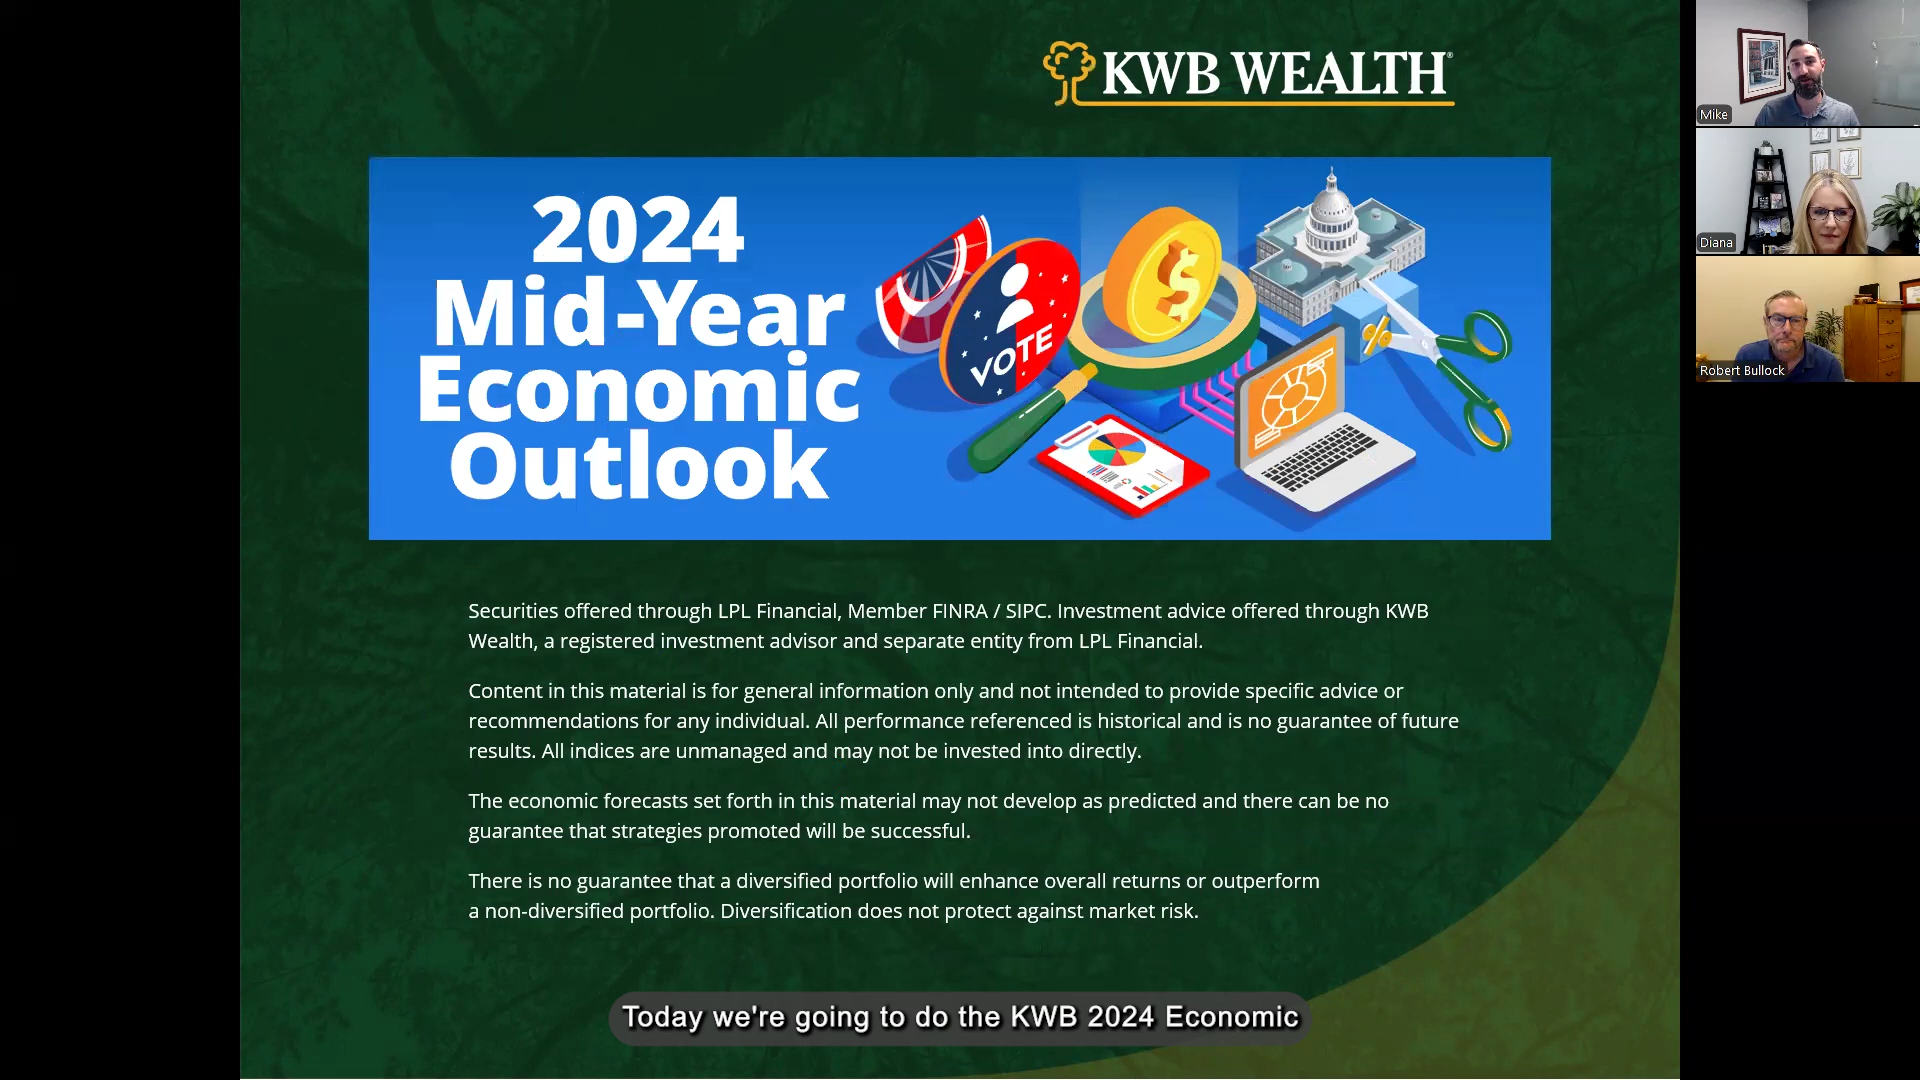 KWB WEALTH®
2024
Mid-Year
Economic
Outlook
VOTE
$
%
Securities offered through LPL Financial, Member FINRA / SIPC. Investment advice offered through KWB
Wealth, a registered investment advisor and separate entity from LPL Financial.
Content in this material is for general information only and not intended to provide specific advice or
recommendations for any individual. All performance referenced is historical and is no guarantee of future
results. All indices are unmanaged and may not be invested into directly.
The economic forecasts set forth in this material may not develop as predicted and there can be no
guarantee that strategies promoted will be successful.
There is no guarantee that a diversified portfolio will enhance overall returns or outperform
a non-diversified portfolio. Diversification does not protect against market risk.
Today we're going to do the KWB 2024 Economic
Mike
Diana
Robert Bullock